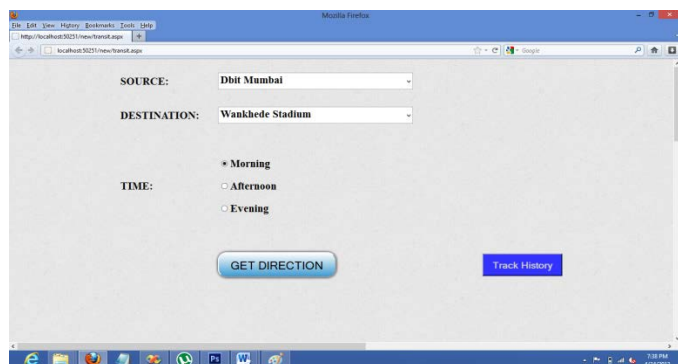 Mozilla Firefox
File Edit View History Bookmarks Tools Help
http://localhost:50251/new/transit.aspx
localhost:50251/new/transit.aspx
Google
SOURCE: Dbit Mumbai
DESTINATION: Wankhede Stadium
Morning
TIME: Afternoon
Evening
GET DIRECTION Track History
7:38 PM